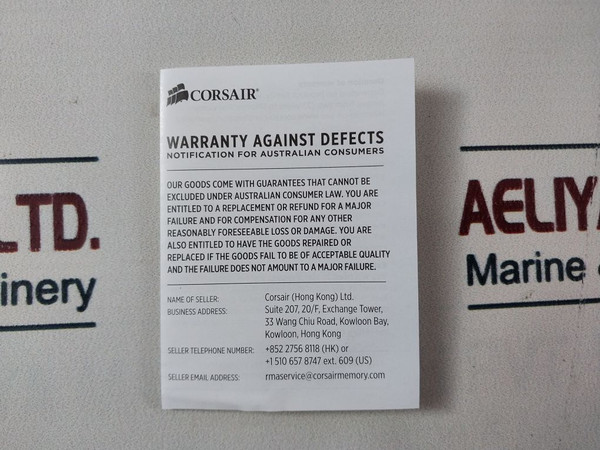 CORSAIR
WARRANTY AGAINST DEFECTS
NOTIFICATION FOR AUSTRALIAN CONSUMERS
OUR GOODS COME WITH GUARANTEES THAT CANNOT BE
EXCLUDED UNDER AUSTRALIAN CONSUMER LAW. YOU ARE
ENTITLED TO A REPLACEMENT OR REFUND FOR A MAJOR
FAILURE AND FOR COMPENSATION FOR ANY OTHER
REASONABLY FORESEEABLE LOSS OR DAMAGE. YOU ARE
ALSO ENTITLED TO HAVE THE GOODS REPAIRED OR
REPLACED IF THE GOODS FAIL TO BE OF ACCEPTABLE QUALITY
AND THE FAILURE DOES NOT AMOUNT TO A MAJOR FAILURE.
NAME OF SELLER: Corsair (Hong Kong) Ltd.
BUSINESS ADDRESS: Suite 207, 20/F, Exchange Tower,
33 Wang Chiu Road, Kowloon Bay,
Kowloon, Hong Kong
SELLER TELEPHONE NUMBER: +852 2756 8118 (HK) or
+1 510 657 8747 ext. 609 (US)
SELLER EMAIL ADDRESS: rmaservice@corsairmemory.com
LTD.
inery
AELIYA
Marine